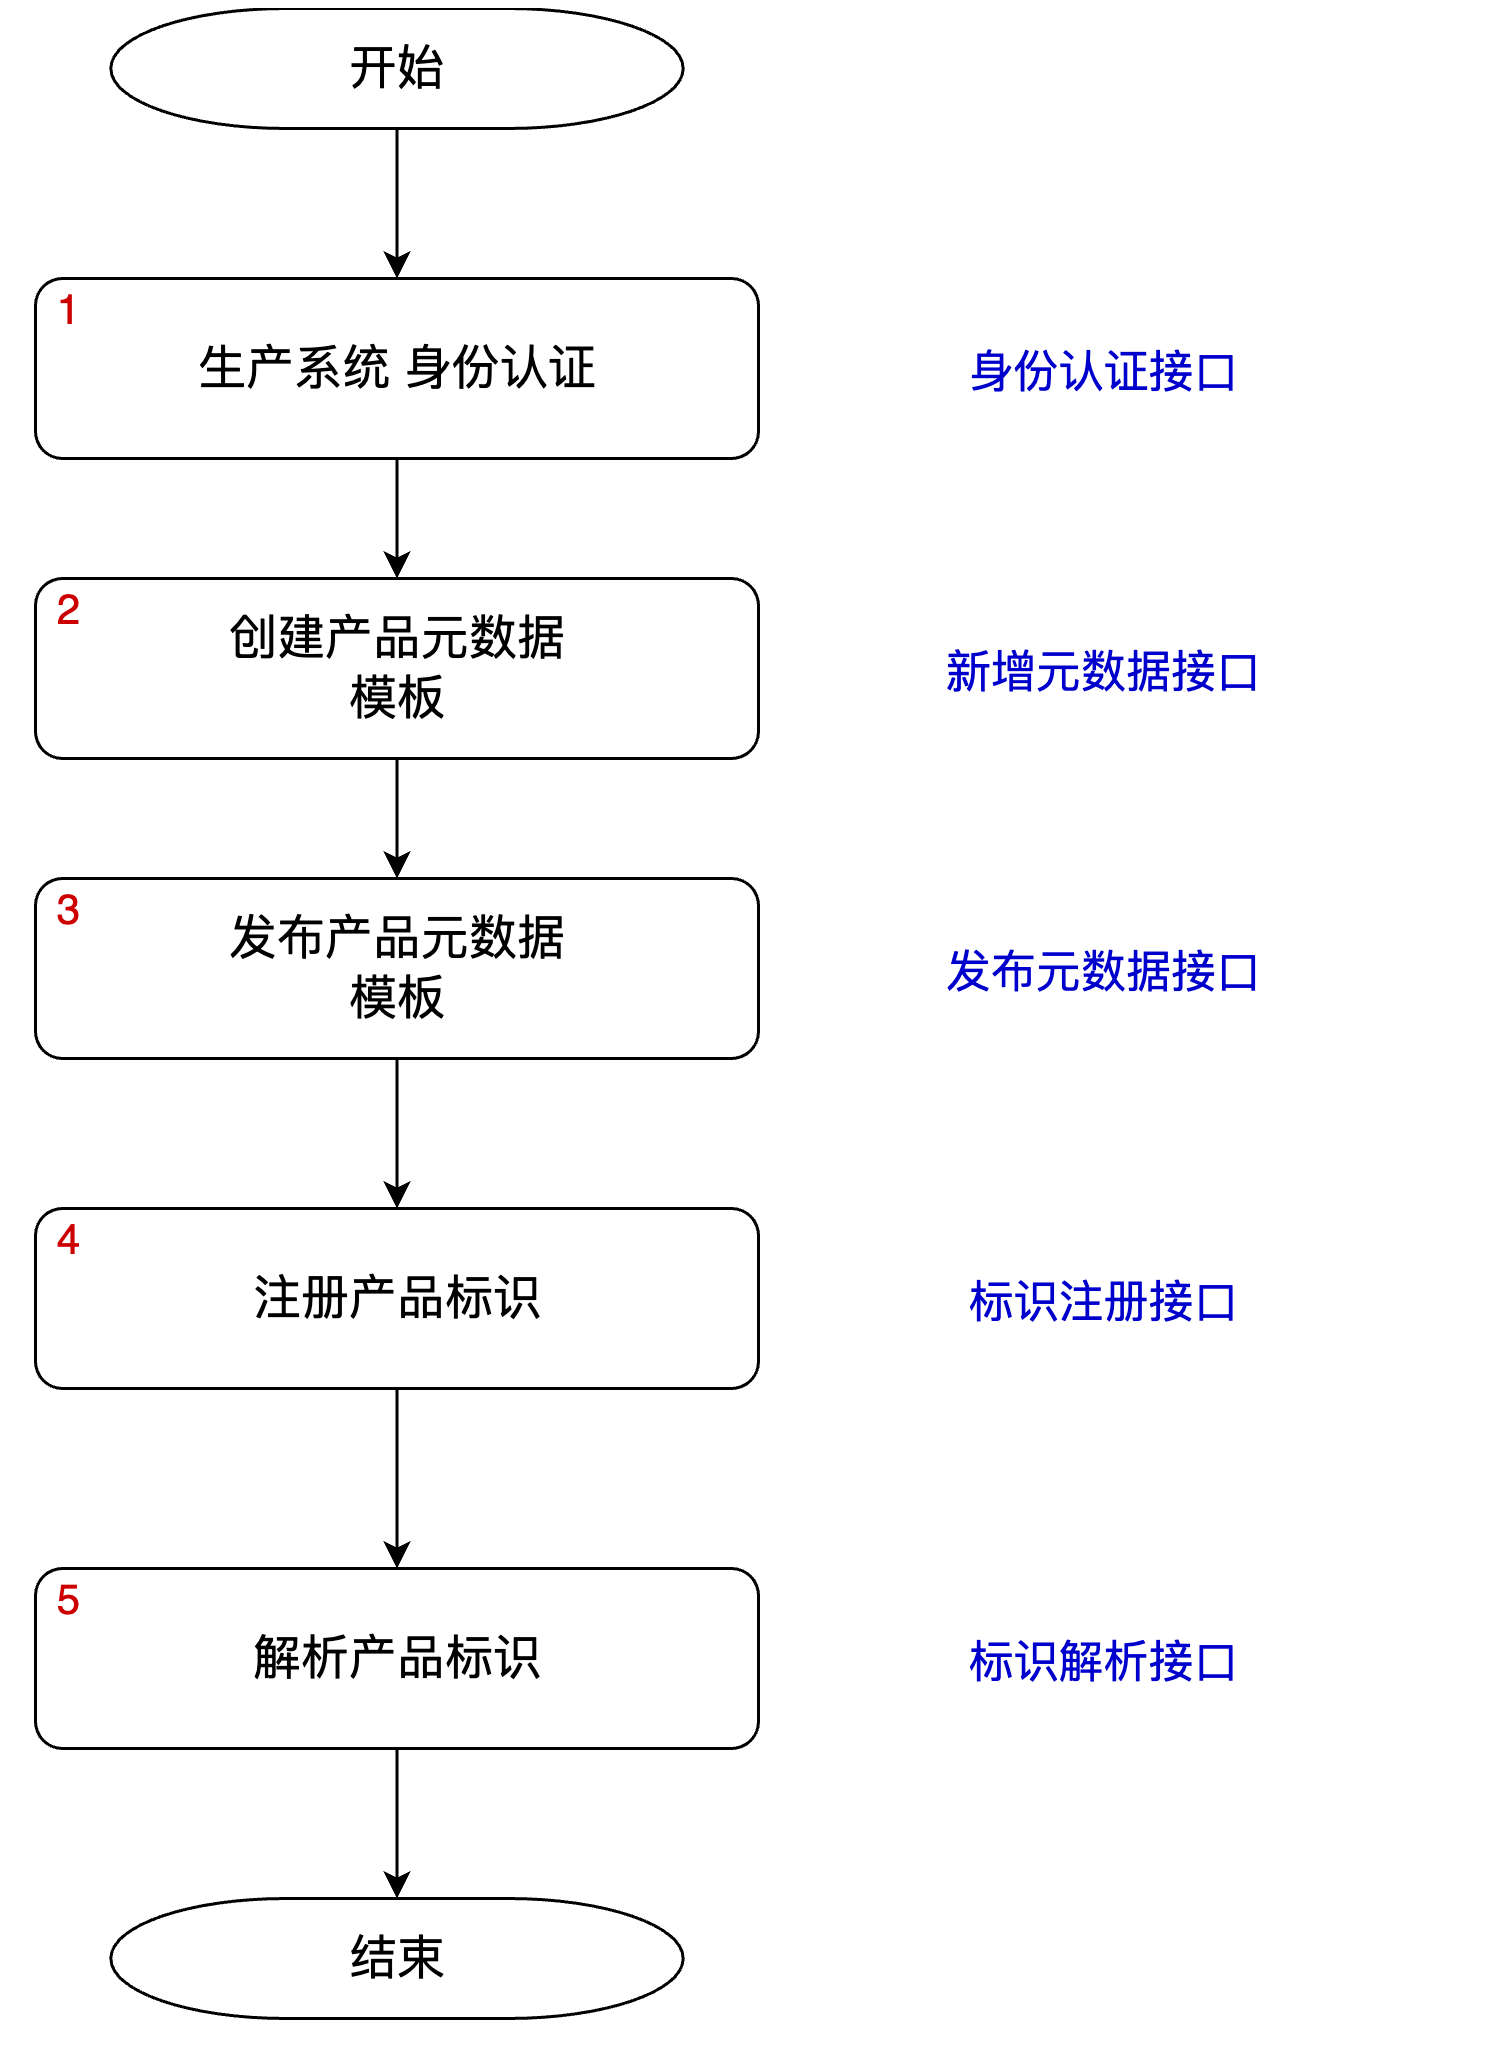 开始
1
生产系统 身份认证
身份认证接口
2
创建产品元数据
模板
新增元数据接口
3
发布产品元数据
模板
发布元数据接口
4
注册产品标识
标识注册接口
5
解析产品标识
标识解析接口
结束